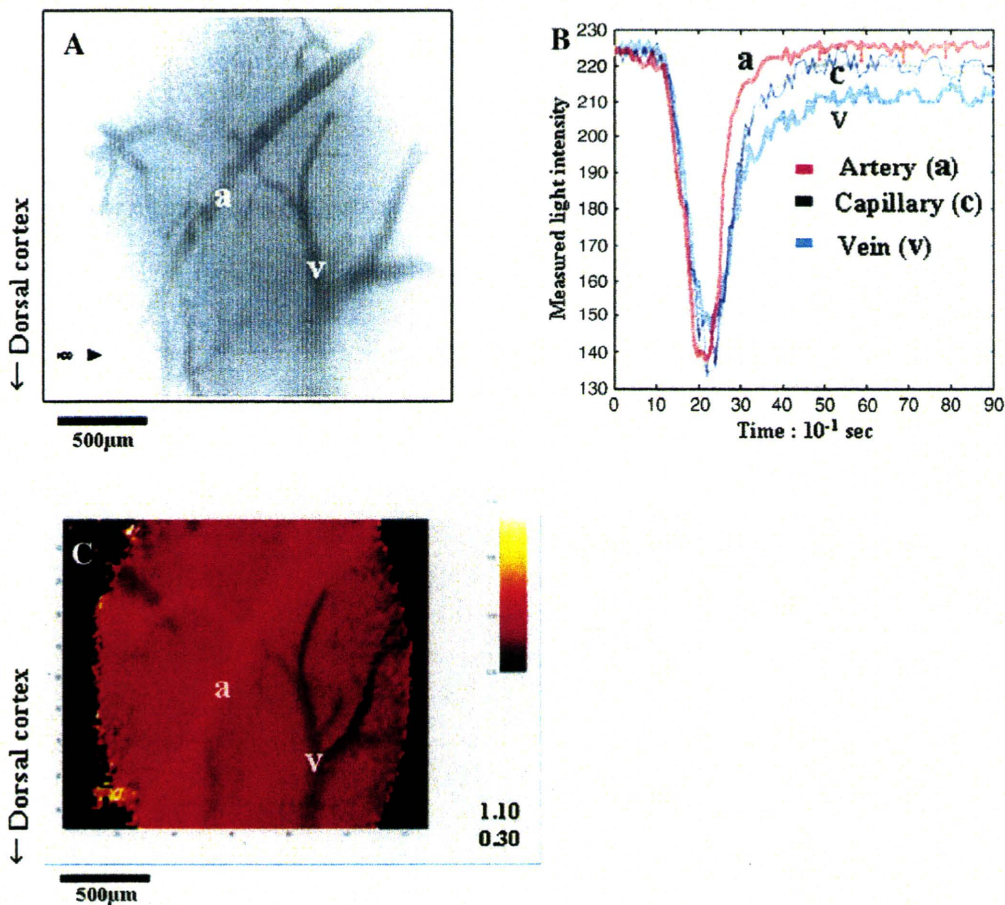 A
a
v
← Dorsal cortex
500μm
B
Measured light intensity
230
220
210
200
190
180
170
160
150
140
130
a
c
v
Artery (a)
Capillary (c)
Vein (v)
0 10 20 30 40 50 60 70 80 90
Time : 10⁻¹ sec
C
a
v
← Dorsal cortex
1.10
0.30
500μm